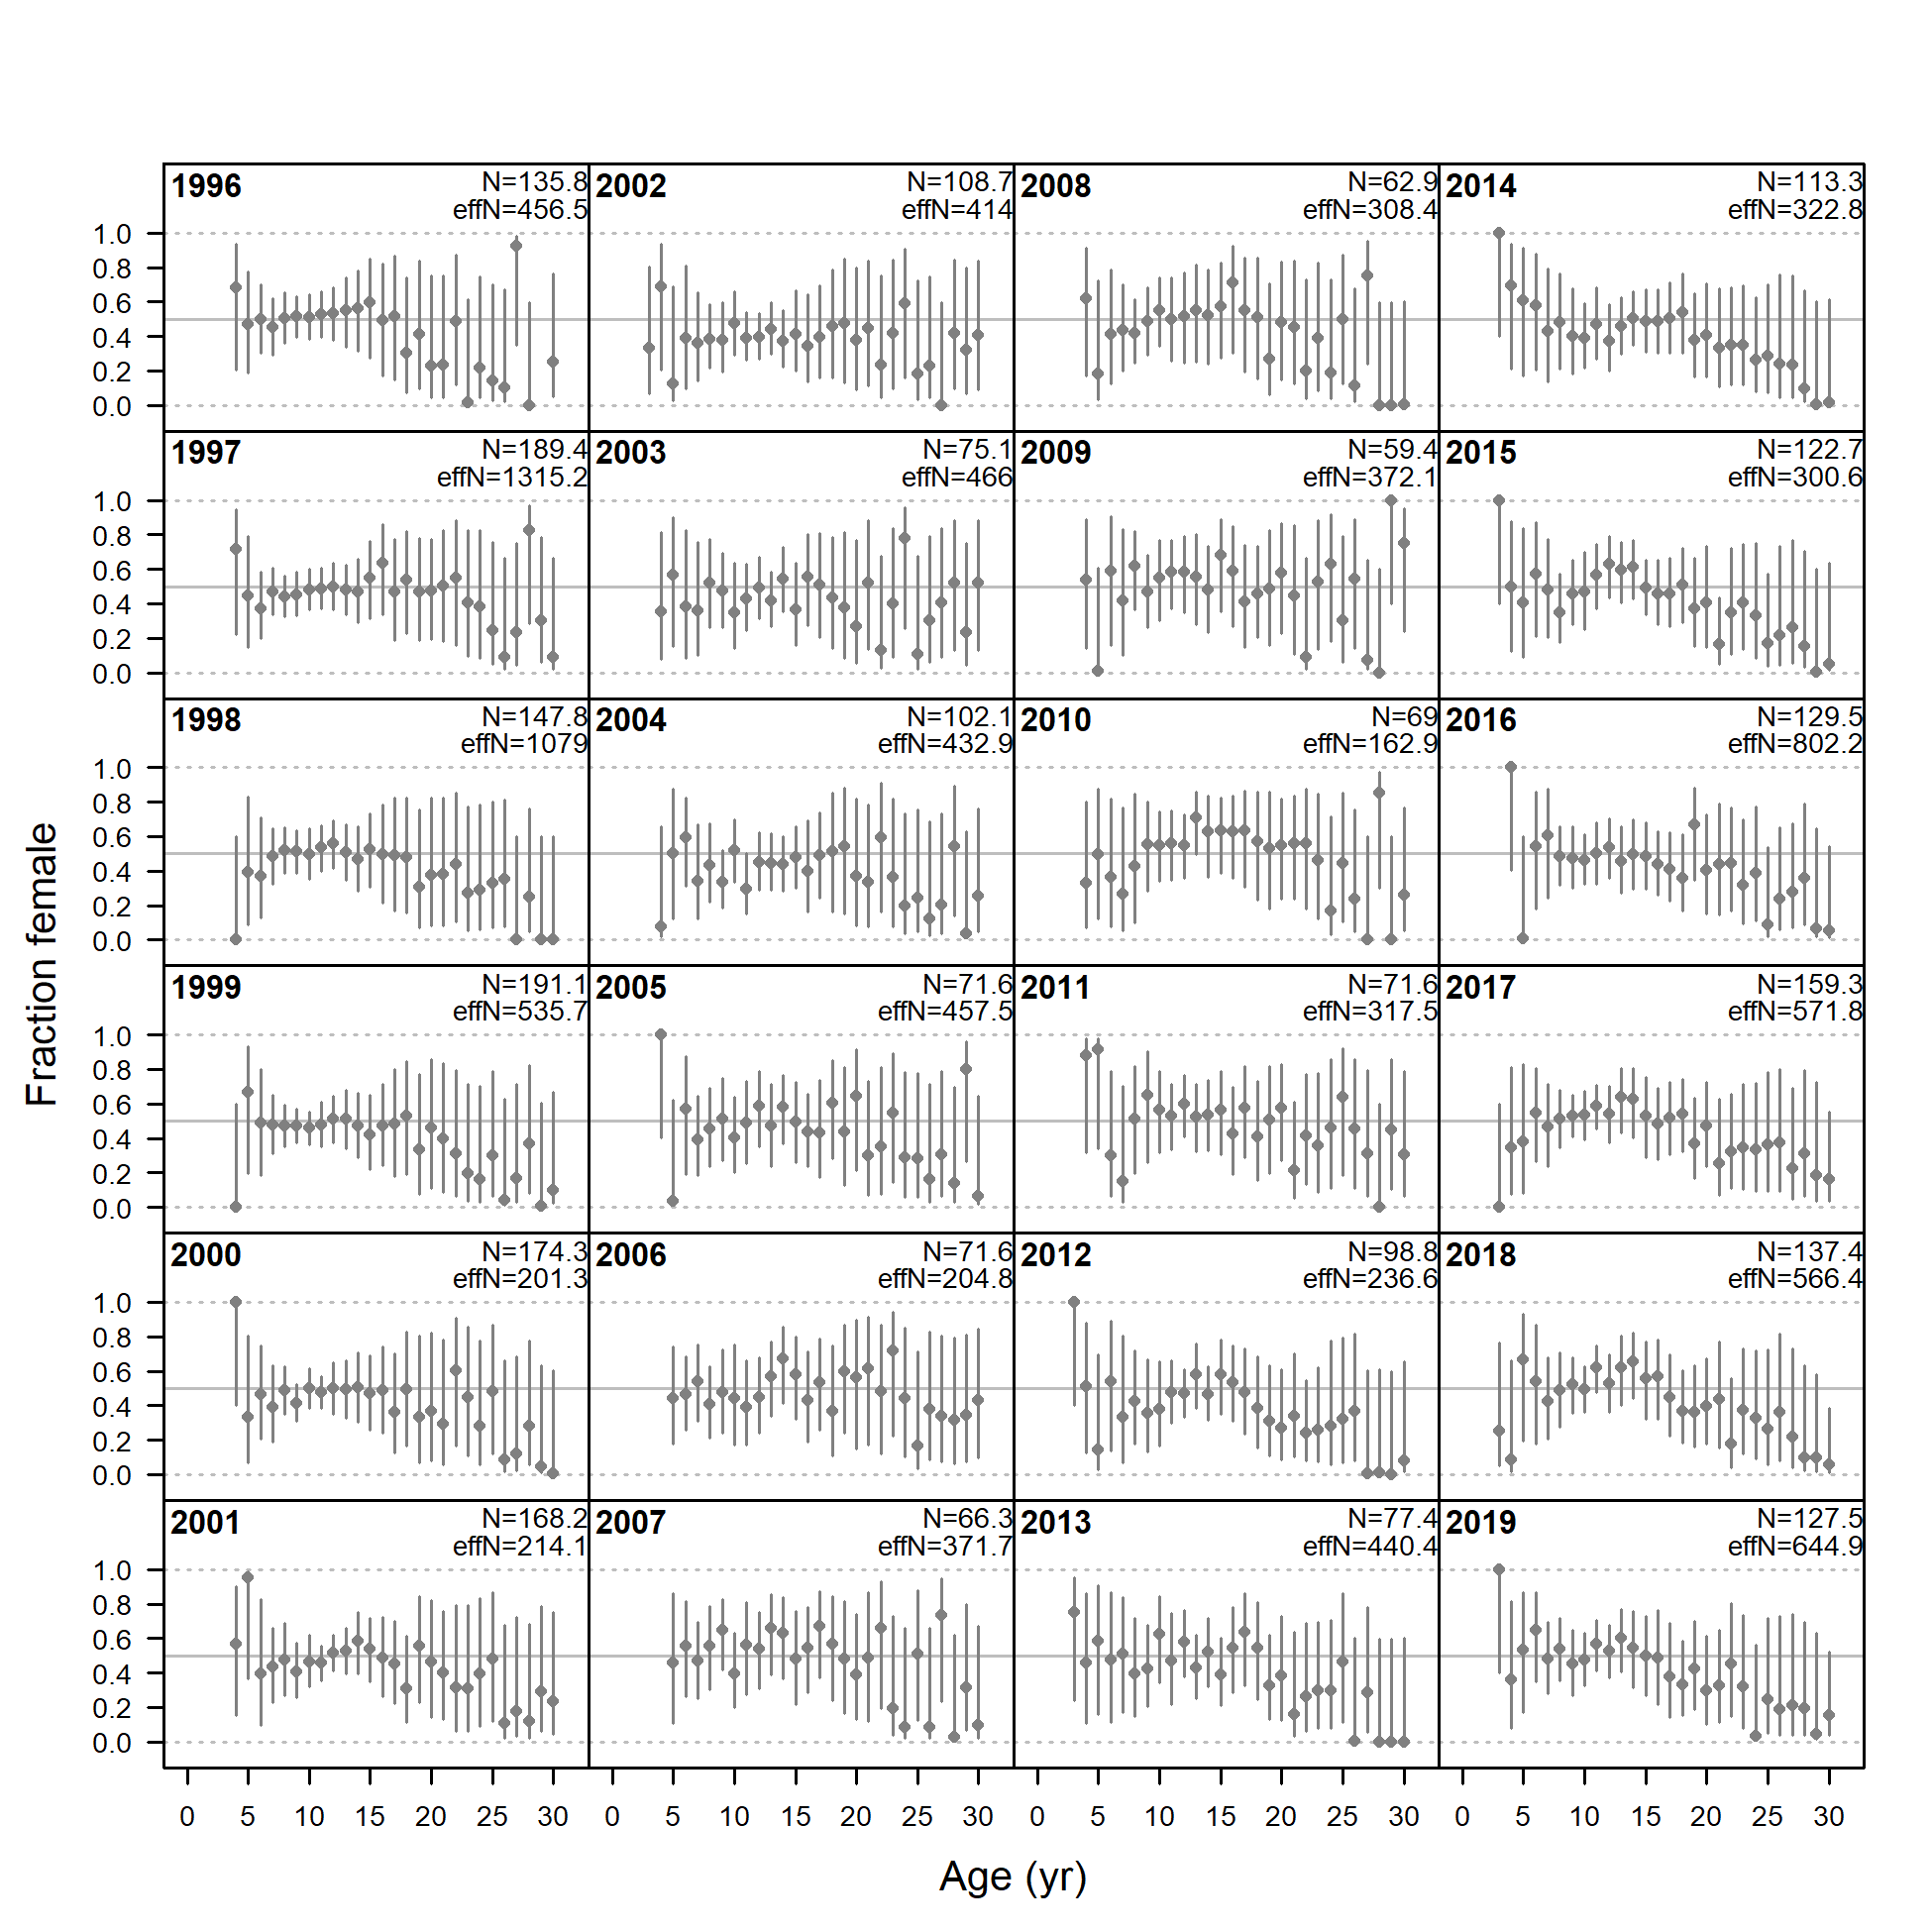 1996 N=135.8 2002 N=108.7 2008 N=62.9 2014 N=113.3
effN=456.5 effN=414 effN=308.4 effN=322.8
1.0
0.8
0.6
0.4
0.2
0.0
1997 N=189.4 2003 N=75.1 2009 N=59.4 2015 N=122.7
effN=1315.2 effN=466 effN=372.1 effN=300.6
1.0
0.8
0.6
0.4
0.2
0.0
1998 N=147.8 2004 N=102.1 2010 N=69 2016 N=129.5
effN=1079 effN=432.9 effN=162.9 effN=802.2
1.0
0.8
0.6
0.4
0.2
0.0
Fraction female
1999 N=191.1 2005 N=71.6 2011 N=71.6 2017 N=159.3
effN=535.7 effN=457.5 effN=317.5 effN=571.8
1.0
0.8
0.6
0.4
0.2
0.0
2000 N=174.3 2006 N=71.6 2012 N=98.8 2018 N=137.4
effN=201.3 effN=204.8 effN=236.6 effN=566.4
1.0
0.8
0.6
0.4
0.2
0.0
2001 N=168.2 2007 N=66.3 2013 N=77.4 2019 N=127.5
effN=214.1 effN=371.7 effN=440.4 effN=644.9
1.0
0.8
0.6
0.4
0.2
0.0
0 5 10 15 20 25 30 0 5 10 15 20 25 30 0 5 10 15 20 25 30 0 5 10 15 20 25 30
Age (yr)